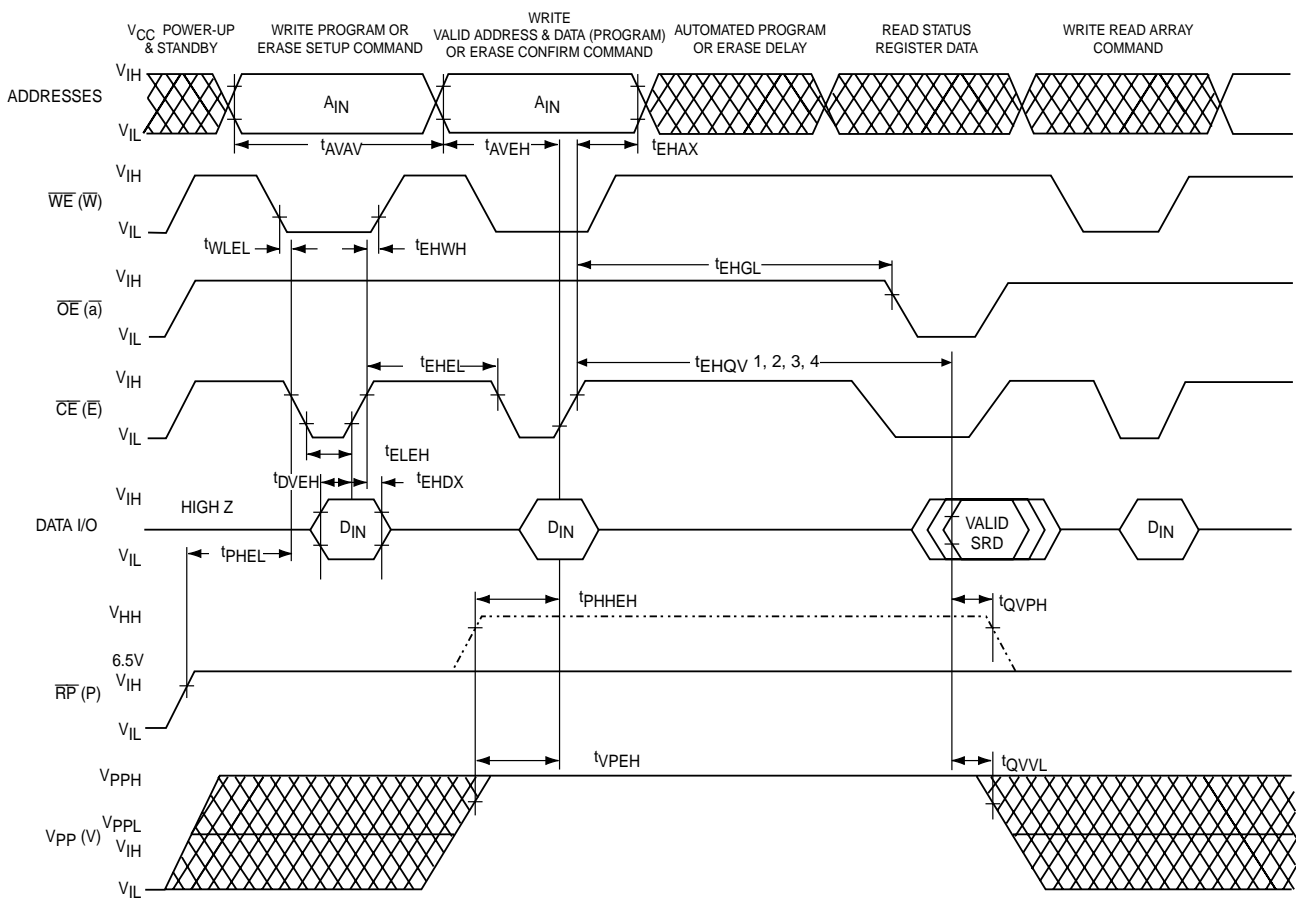 VCC POWER-UP
& STANDBY
WRITE PROGRAM OR
ERASE SETUP COMMAND
WRITE
VALID ADDRESS & DATA (PROGRAM)
OR ERASE CONFIRM COMMAND
AUTOMATED PROGRAM
OR ERASE DELAY
READ STATUS
REGISTER DATA
WRITE READ ARRAY
COMMAND
ADDRESSES
VIH
VIL
AIN
AIN
tAVAV
tAVEH
tEHAX
WE (W)
VIH
VIL
tWLEL
tEHWH
tEHGL
OE (a)
VIH
VIL
tEHEL
tEHQV 1, 2, 3, 4
CE (E)
VIH
VIL
tELEH
tDVEH
tEHDX
DATA I/O
VIH
VIL
HIGH Z
DIN
DIN
VALID
SRD
DIN
tPHEL
tPHHEH
tQVPH
VHH
6.5V
VIH
RP (P)
VIL
tVPEH
tQVVL
VPPH
VPPL
VPP (V)
VIH
VIL